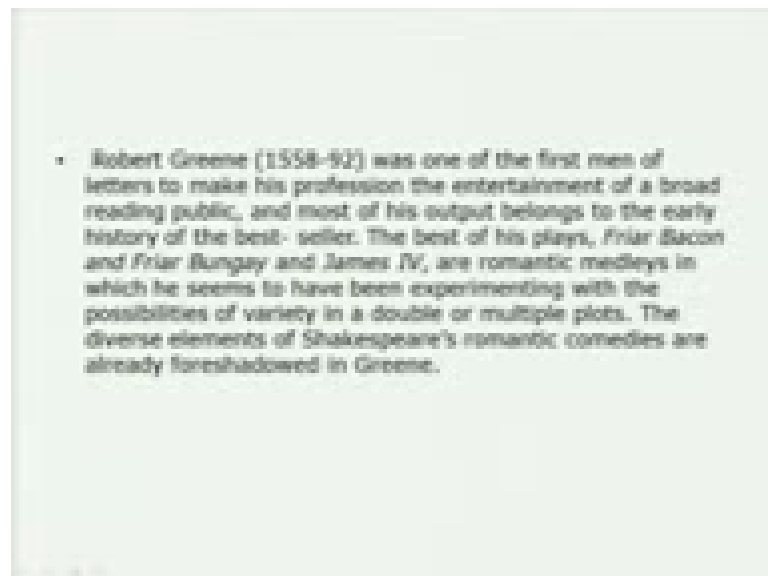 • Robert Greene (1558-92) was one of the first men of
letters to make his profession the entertainment of a broad
reading public, and most of his output belongs to the early
history of the best- seller. The best of his plays, Friar Bacon
and Friar Bungay and James IV, are romantic medleys in
which he seems to have been experimenting with the
possibilities of variety in a double or multiple plots. The
diverse elements of Shakespeare's romantic comedies are
already foreshadowed in Greene.